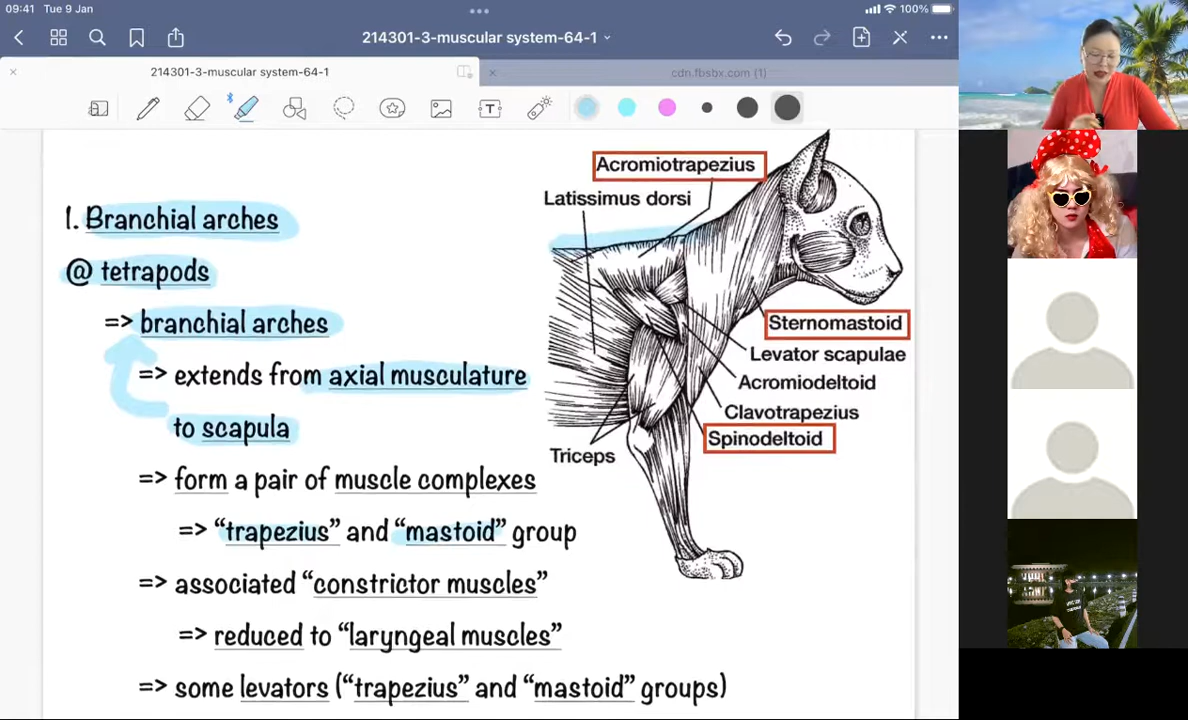 09:41 Tue 9 Jan
100%
214301-3-muscular system-64-1
214301-3-muscular system-64-1
cdn.fbsbx.com (1)
T
1. Branchial arches
@ tetrapods
=> branchial arches
=> extends from axial musculature
to scapula
=> form a pair of muscle complexes
=> “trapezius” and “mastoid” group
=> associated “constrictor muscles”
=> reduced to “laryngeal muscles”
=> some levators (“trapezius” and “mastoid” groups)
Acromiotrapezius
Latissimus dorsi
Sternomastoid
Levator scapulae
Acromiodeltoid
Clavotrapezius
Spinodeltoid
Triceps